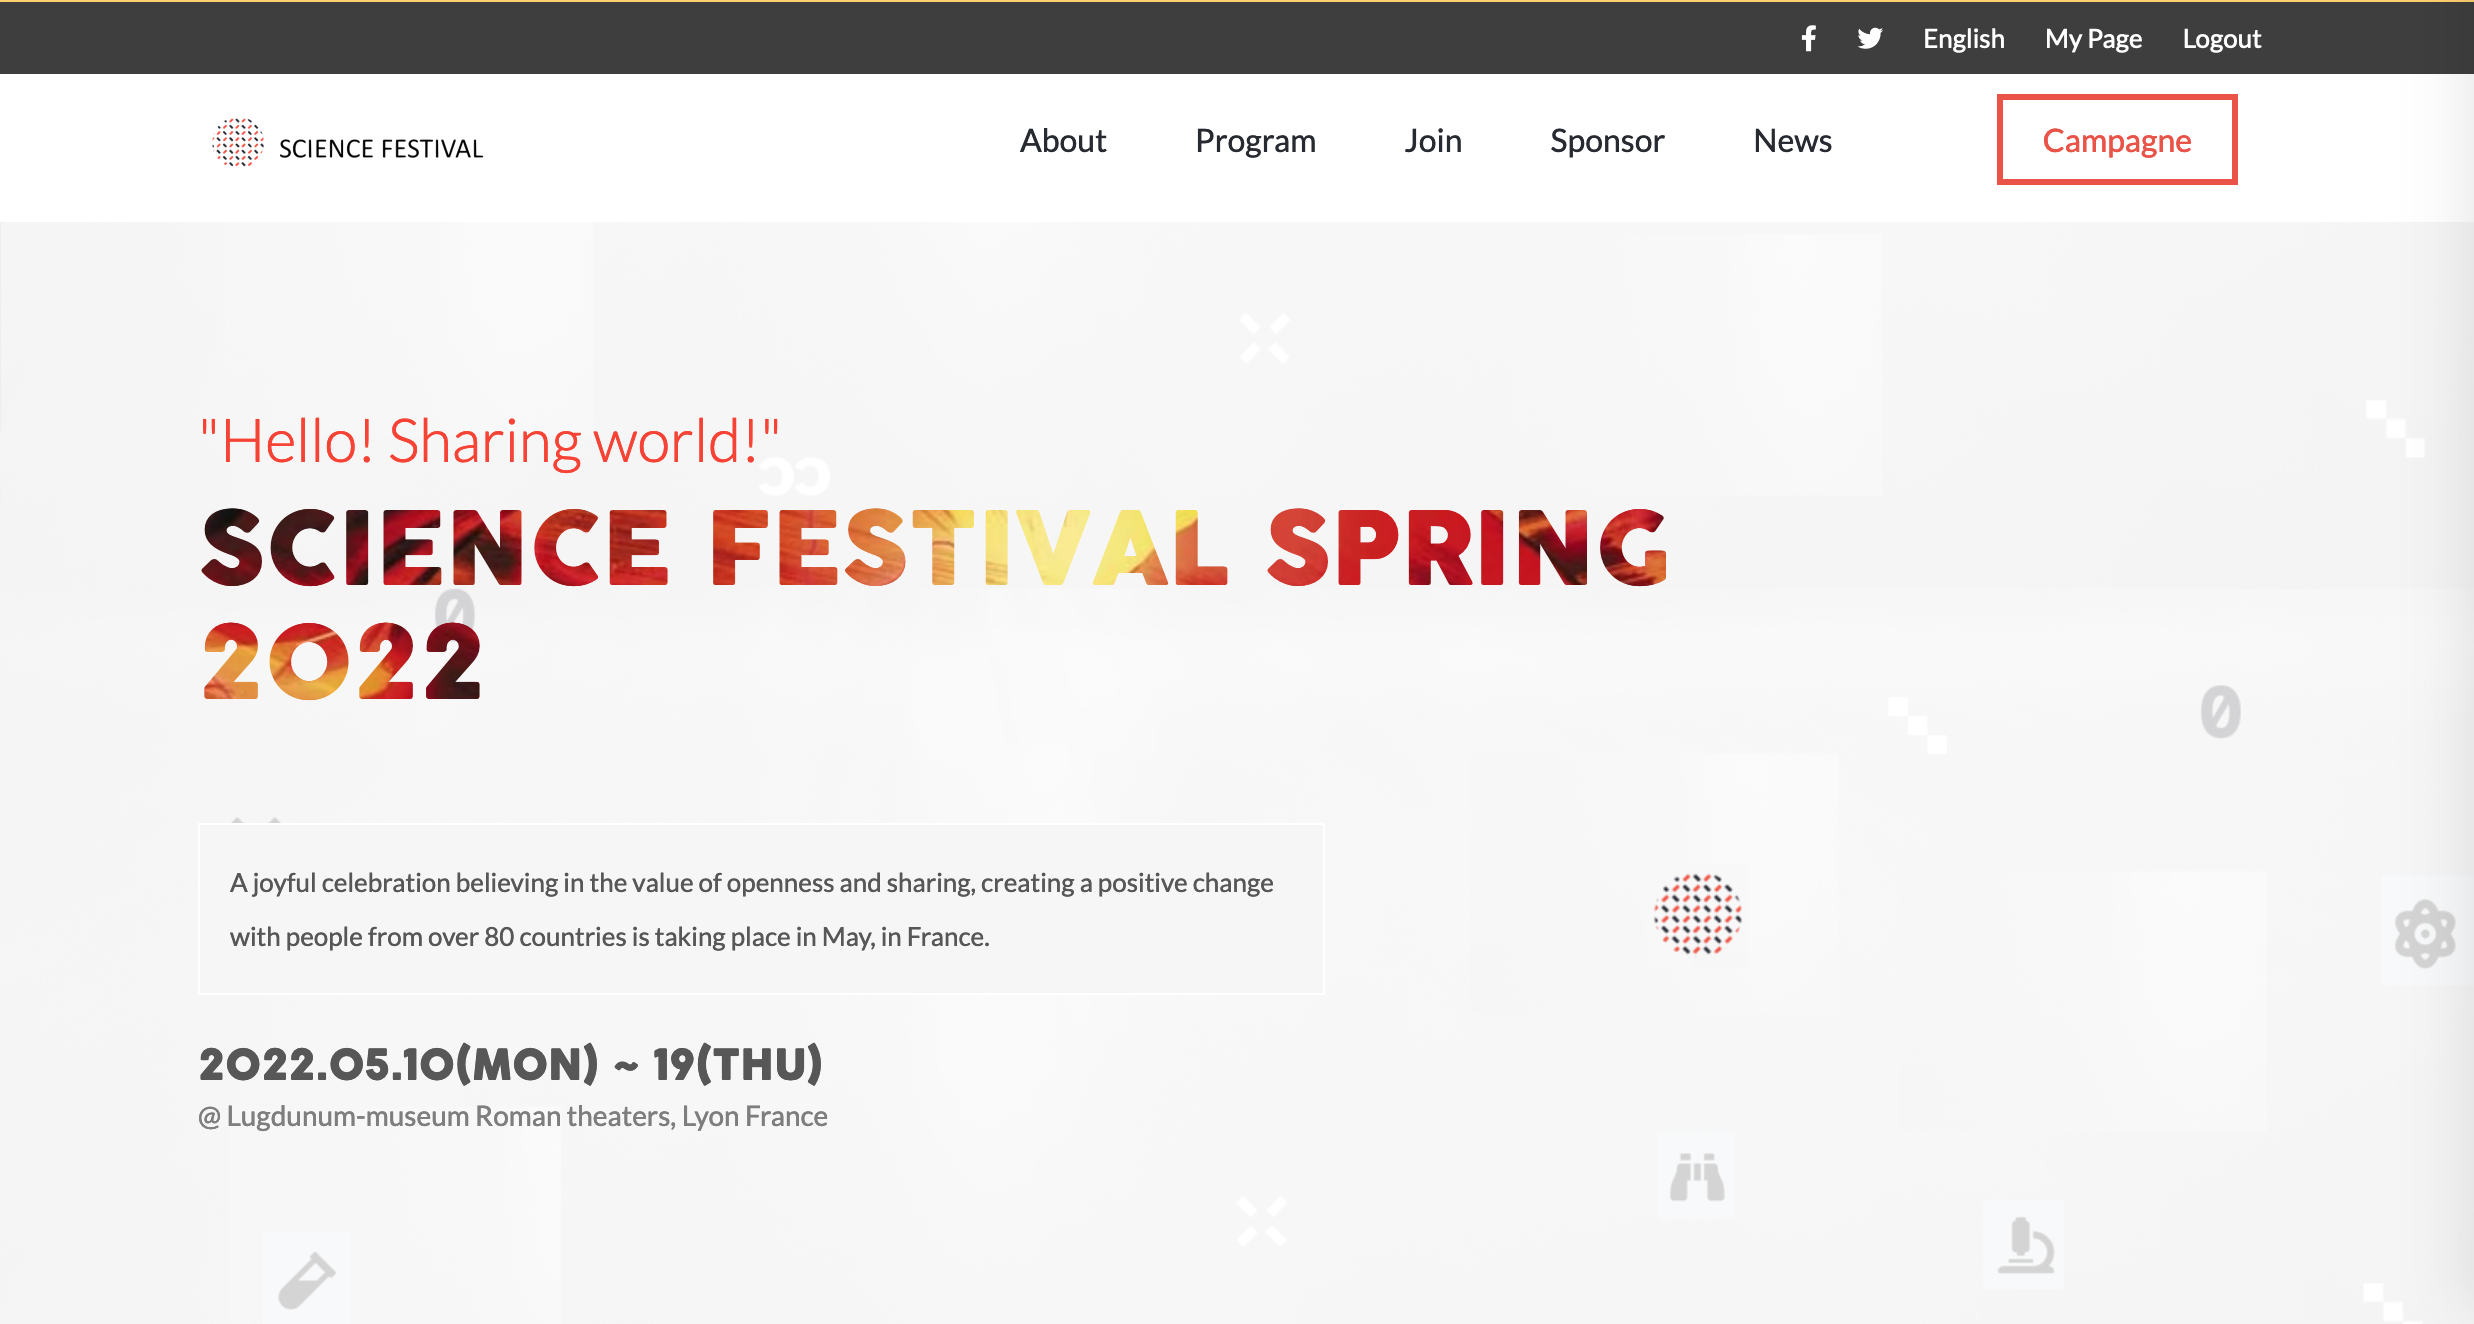 English My Page Logout
SCIENCE FESTIVAL
About Program Join Sponsor News Campagne
"Hello! Sharing world!"
SCIENCE FESTIVAL SPRING
2022
A joyful celebration believing in the value of openness and sharing, creating a positive change
with people from over 80 countries is taking place in May, in France.
2022.05.10(MON) ~ 19(THU)
@ Lugdunum-museum Roman theaters, Lyon France